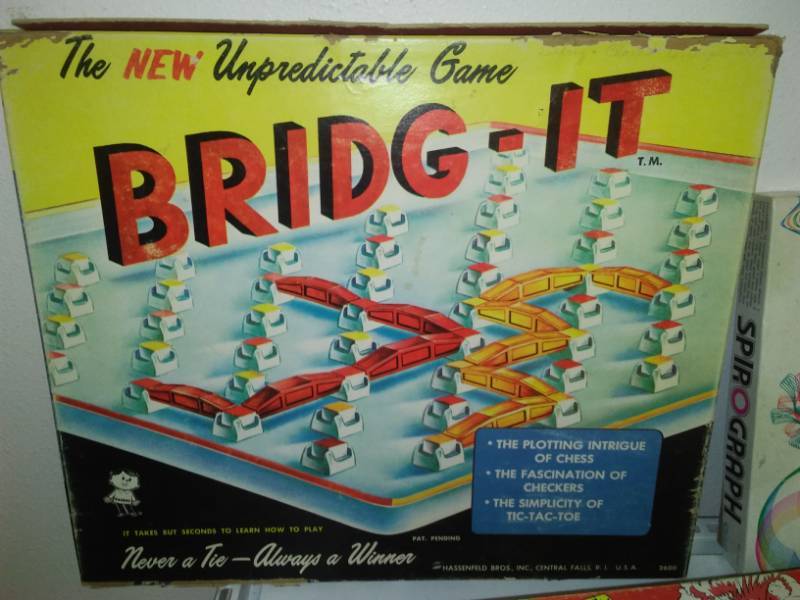 The NEW Unpredictable Game
BRIDG-IT
T.M.
• THE PLOTTING INTRIGUE
OF CHESS
• THE FASCINATION OF
CHECKERS
• THE SIMPLICITY OF
TIC-TAC-TOE
IT TAKES BUT SECONDS TO LEARN HOW TO PLAY
PAT. PENDING
Never a Tie — Always a Winner
HASSENFELD BROS., INC., CENTRAL FALLS, R. I. U.S.A.
2600
SPIROGRAPH